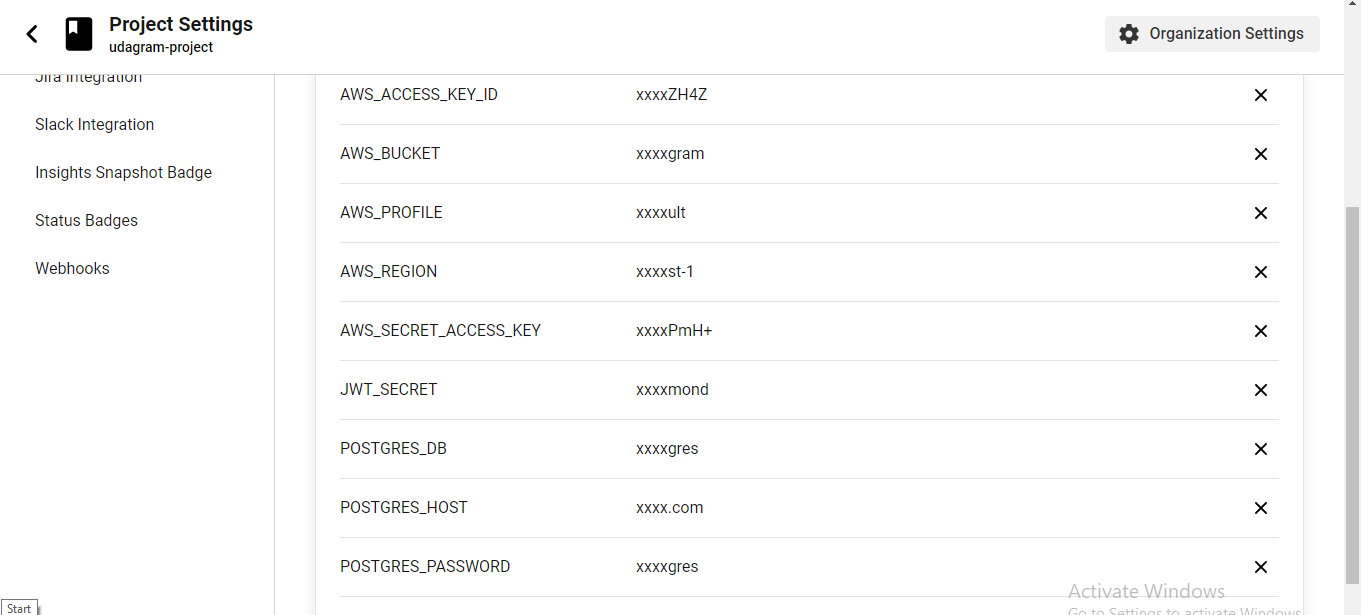 Project Settings
udagram-project
Organization Settings
Jira Integration
Slack Integration
Insights Snapshot Badge
Status Badges
Webhooks
AWS_ACCESS_KEY_ID xxxxZH4Z
AWS_BUCKET xxxxgram
AWS_PROFILE xxxxult
AWS_REGION xxxxst-1
AWS_SECRET_ACCESS_KEY xxxxPmH+
JWT_SECRET xxxxmond
POSTGRES_DB xxxxgres
POSTGRES_HOST xxxx.com
POSTGRES_PASSWORD xxxxgres
Activate Windows
Go to Settings to activate Windows.
Start